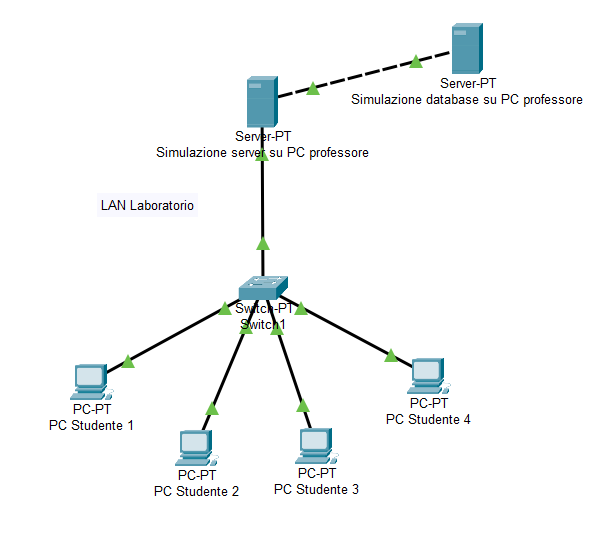 Server-PT
Simulazione database su PC professore
Server-PT
Simulazione server su PC professore
LAN Laboratorio
Switch-PT
Switch1
PC-PT
PC Studente 1
PC-PT
PC Studente 2
PC-PT
PC Studente 3
PC-PT
PC Studente 4